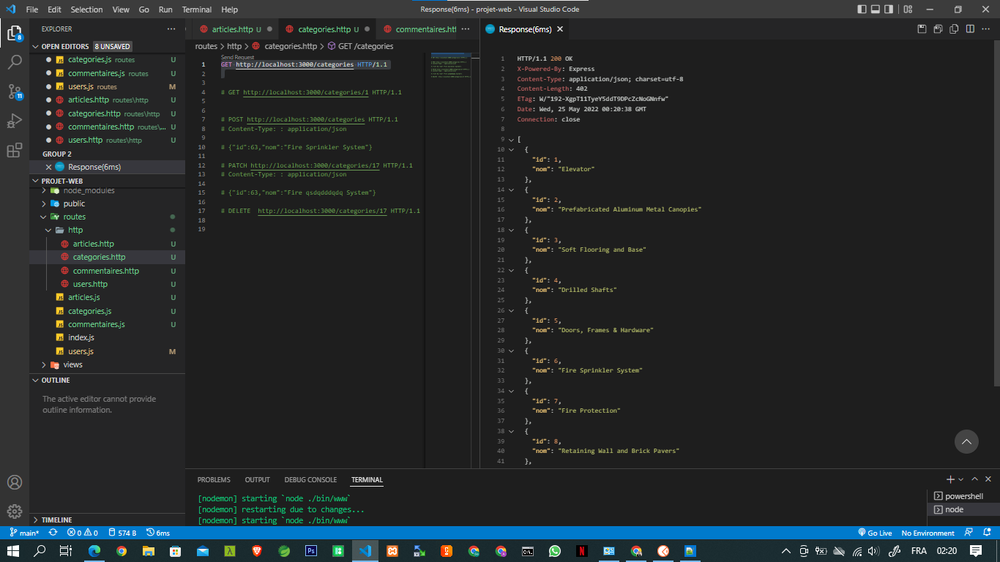 File Edit Selection View Go Run Terminal Help
Response(6ms) - projet-web - Visual Studio Code
EXPLORER
OPEN EDITORS 8 UNSAVED
categories.js routes U
commentaires.js routes U
users.js routes M
articles.http routes\http U
categories.http routes\http U
commentaires.http routes\... U
users.http routes\http U
GROUP 2
Response(6ms)
PROJET-WEB
node_modules
public
routes
http
articles.http U
categories.http U
commentaires.http U
users.http U
articles.js U
categories.js U
commentaires.js U
index.js
users.js M
views
OUTLINE
The active editor cannot provide
outline information.
TIMELINE
articles.http U
categories.http U
commentaires.htt
routes > http > categories.http > GET /categories
Send Request
1 GET http://localhost:3000/categories HTTP/1.1
2
3
4 # GET http://localhost:3000/categories/1 HTTP/1.1
5
6
7 # POST http://localhost:3000/categories HTTP/1.1
8 # Content-Type: : application/json
9
10 # {"id":63,"nom":"Fire Sprinkler System"}
11
12 # PATCH http://localhost:3000/categories/17 HTTP/1.1
13 # Content-Type: : application/json
14
15 # {"id":63,"nom":"Fire qsdqdddqdq System"}
16
17 # DELETE  http://localhost:3000/categories/17 HTTP/1.1
18
19
Response(6ms)
1 HTTP/1.1 200 OK
2 X-Powered-By: Express
3 Content-Type: application/json; charset=utf-8
4 Content-Length: 402
5 ETag: W/"192-XgpT11TyeY5ddT9DPcZcNoGNnfw"
6 Date: Wed, 25 May 2022 00:20:38 GMT
7 Connection: close
8
9 [
10 {
11 "id": 1,
12 "nom": "Elevator"
13 },
14 {
15 "id": 2,
16 "nom": "Prefabricated Aluminum Metal Canopies"
17 },
18 {
19 "id": 3,
20 "nom": "Soft Flooring and Base"
21 },
22 {
23 "id": 4,
24 "nom": "Drilled Shafts"
25 },
26 {
27 "id": 5,
28 "nom": "Doors, Frames & Hardware"
29 },
30 {
31 "id": 6,
32 "nom": "Fire Sprinkler System"
33 },
34 {
35 "id": 7,
36 "nom": "Fire Protection"
37 },
38 {
39 "id": 8,
40 "nom": "Retaining Wall and Brick Pavers"
41 },
PROBLEMS OUTPUT DEBUG CONSOLE TERMINAL
[nodemon] starting `node ./bin/www`
[nodemon] restarting due to changes...
[nodemon] starting `node ./bin/www`
powershell
node
main* 0 0 574 B 6ms
Go Live No Environment
FRA 02:20